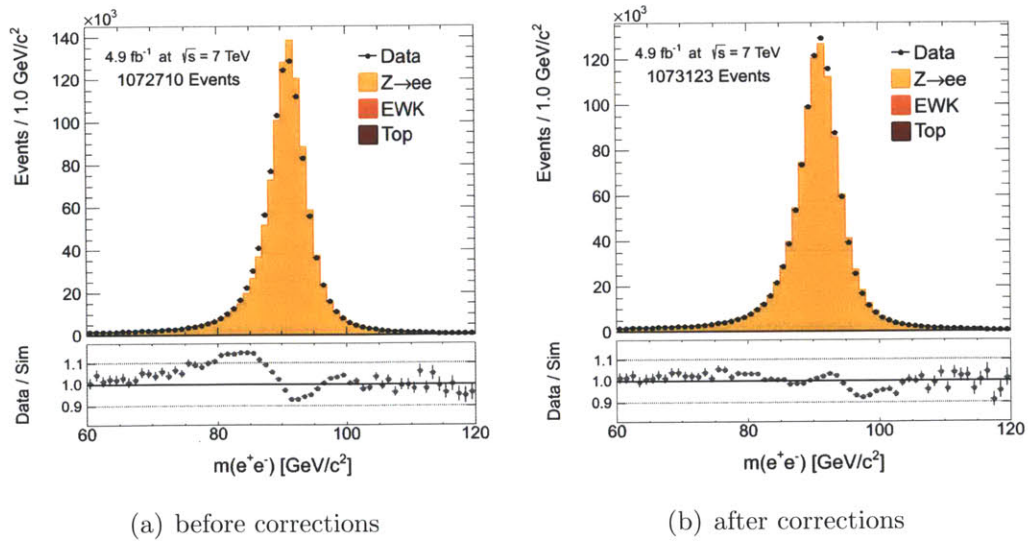 ×10³
Events / 1.0 GeV/c²
140
120
100
80
60
40
20
0
4.9 fb⁻¹ at √s = 7 TeV
1072710 Events
Data
Z→ee
EWK
Top
Data / Sim
1.1
1.0
0.9
60 80 100 120
m(e⁺e⁻) [GeV/c²]
(a) before corrections
×10³
Events / 1.0 GeV/c²
140
120
100
80
60
40
20
0
4.9 fb⁻¹ at √s = 7 TeV
1073123 Events
Data
Z→ee
EWK
Top
Data / Sim
1.1
1.0
0.9
60 80 100 120
m(e⁺e⁻) [GeV/c²]
(b) after corrections